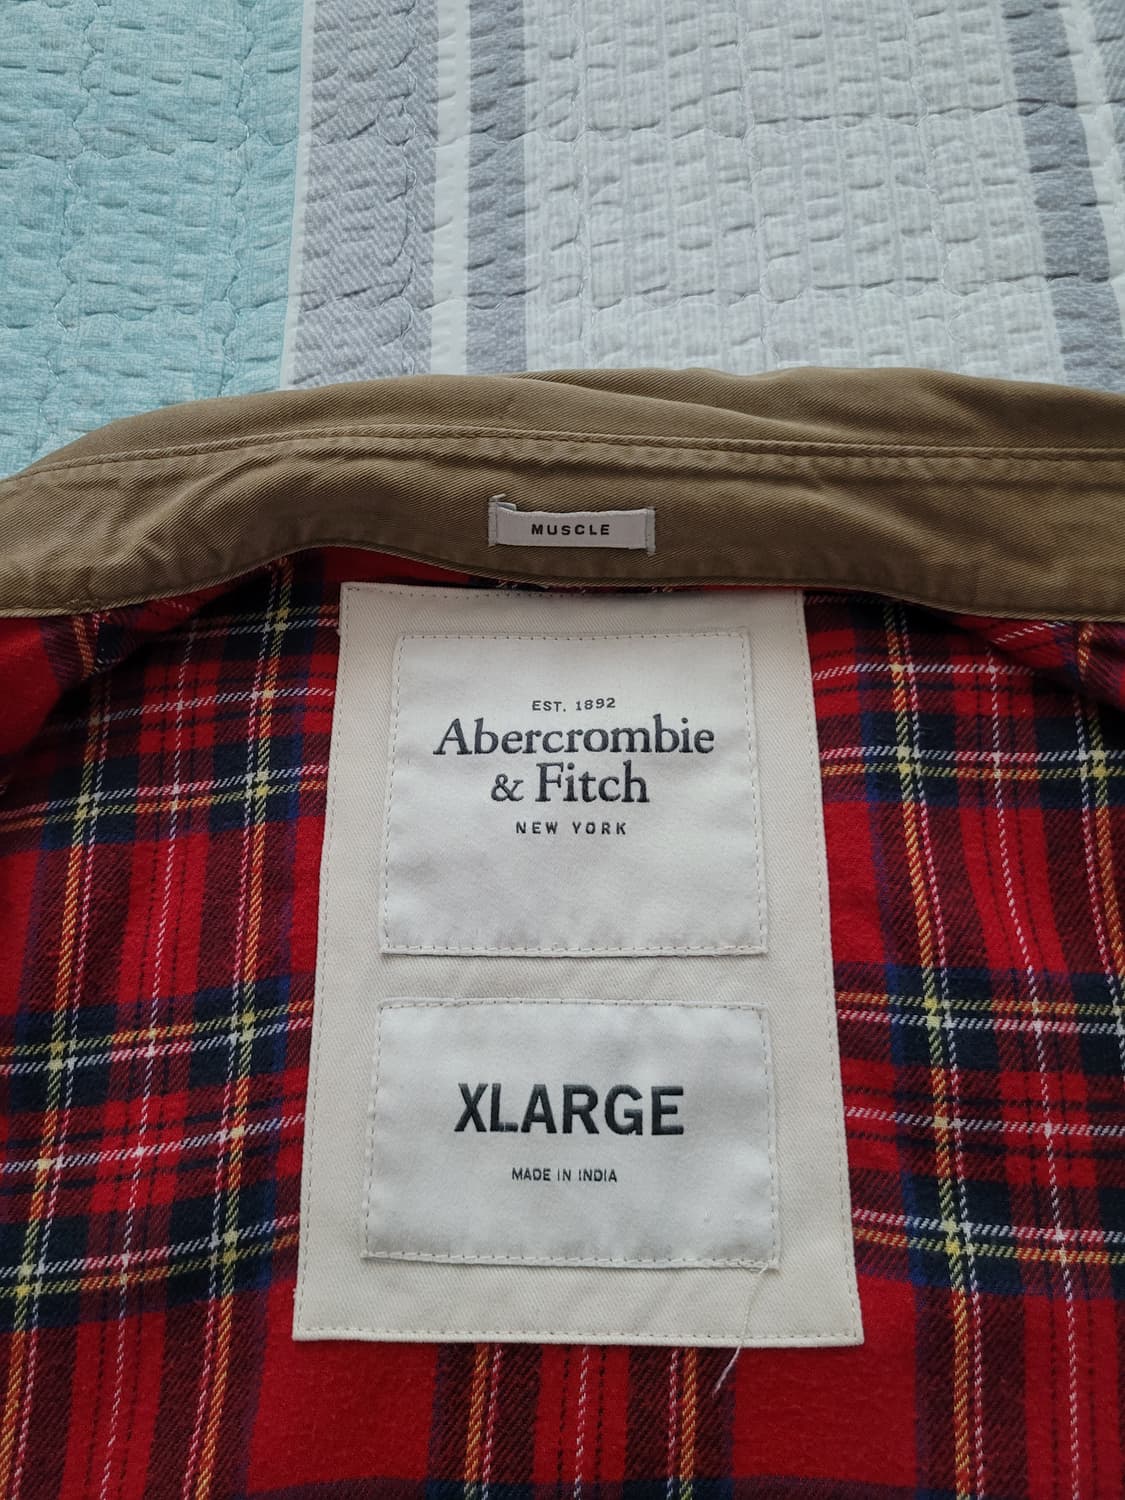 MUSCLE
EST. 1892
Abercrombie
& Fitch
NEW YORK
XLARGE
MADE IN INDIA